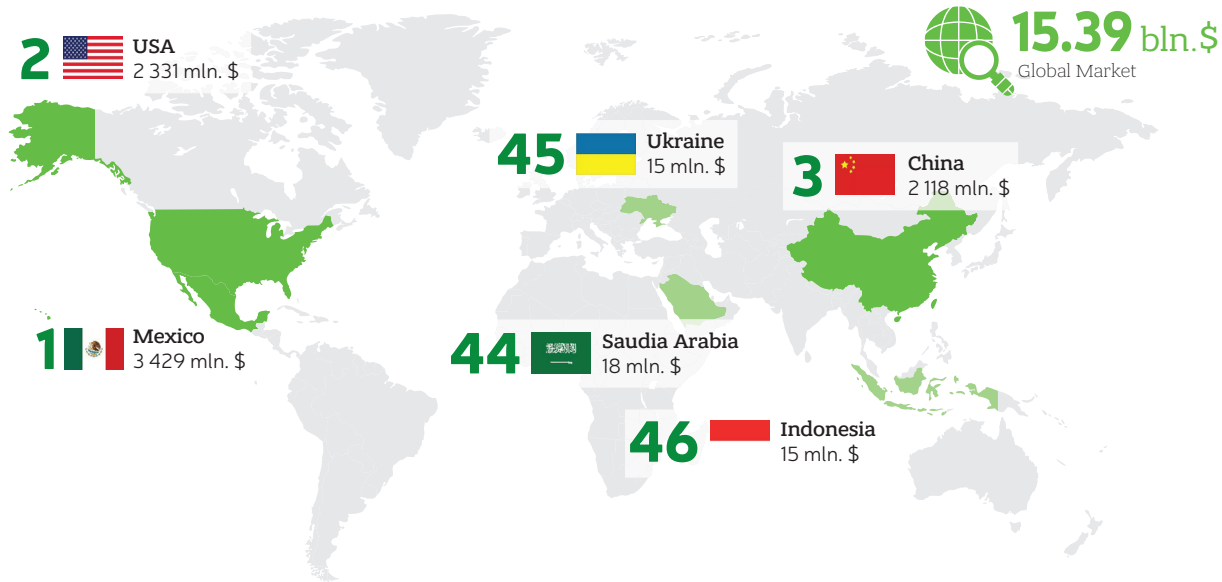 15.39 bln.$
Global Market
2
USA
2 331 mln. $
45
Ukraine
15 mln. $
3
China
2 118 mln. $
1
Mexico
3 429 mln. $
44
Saudia Arabia
18 mln. $
46
Indonesia
15 mln. $